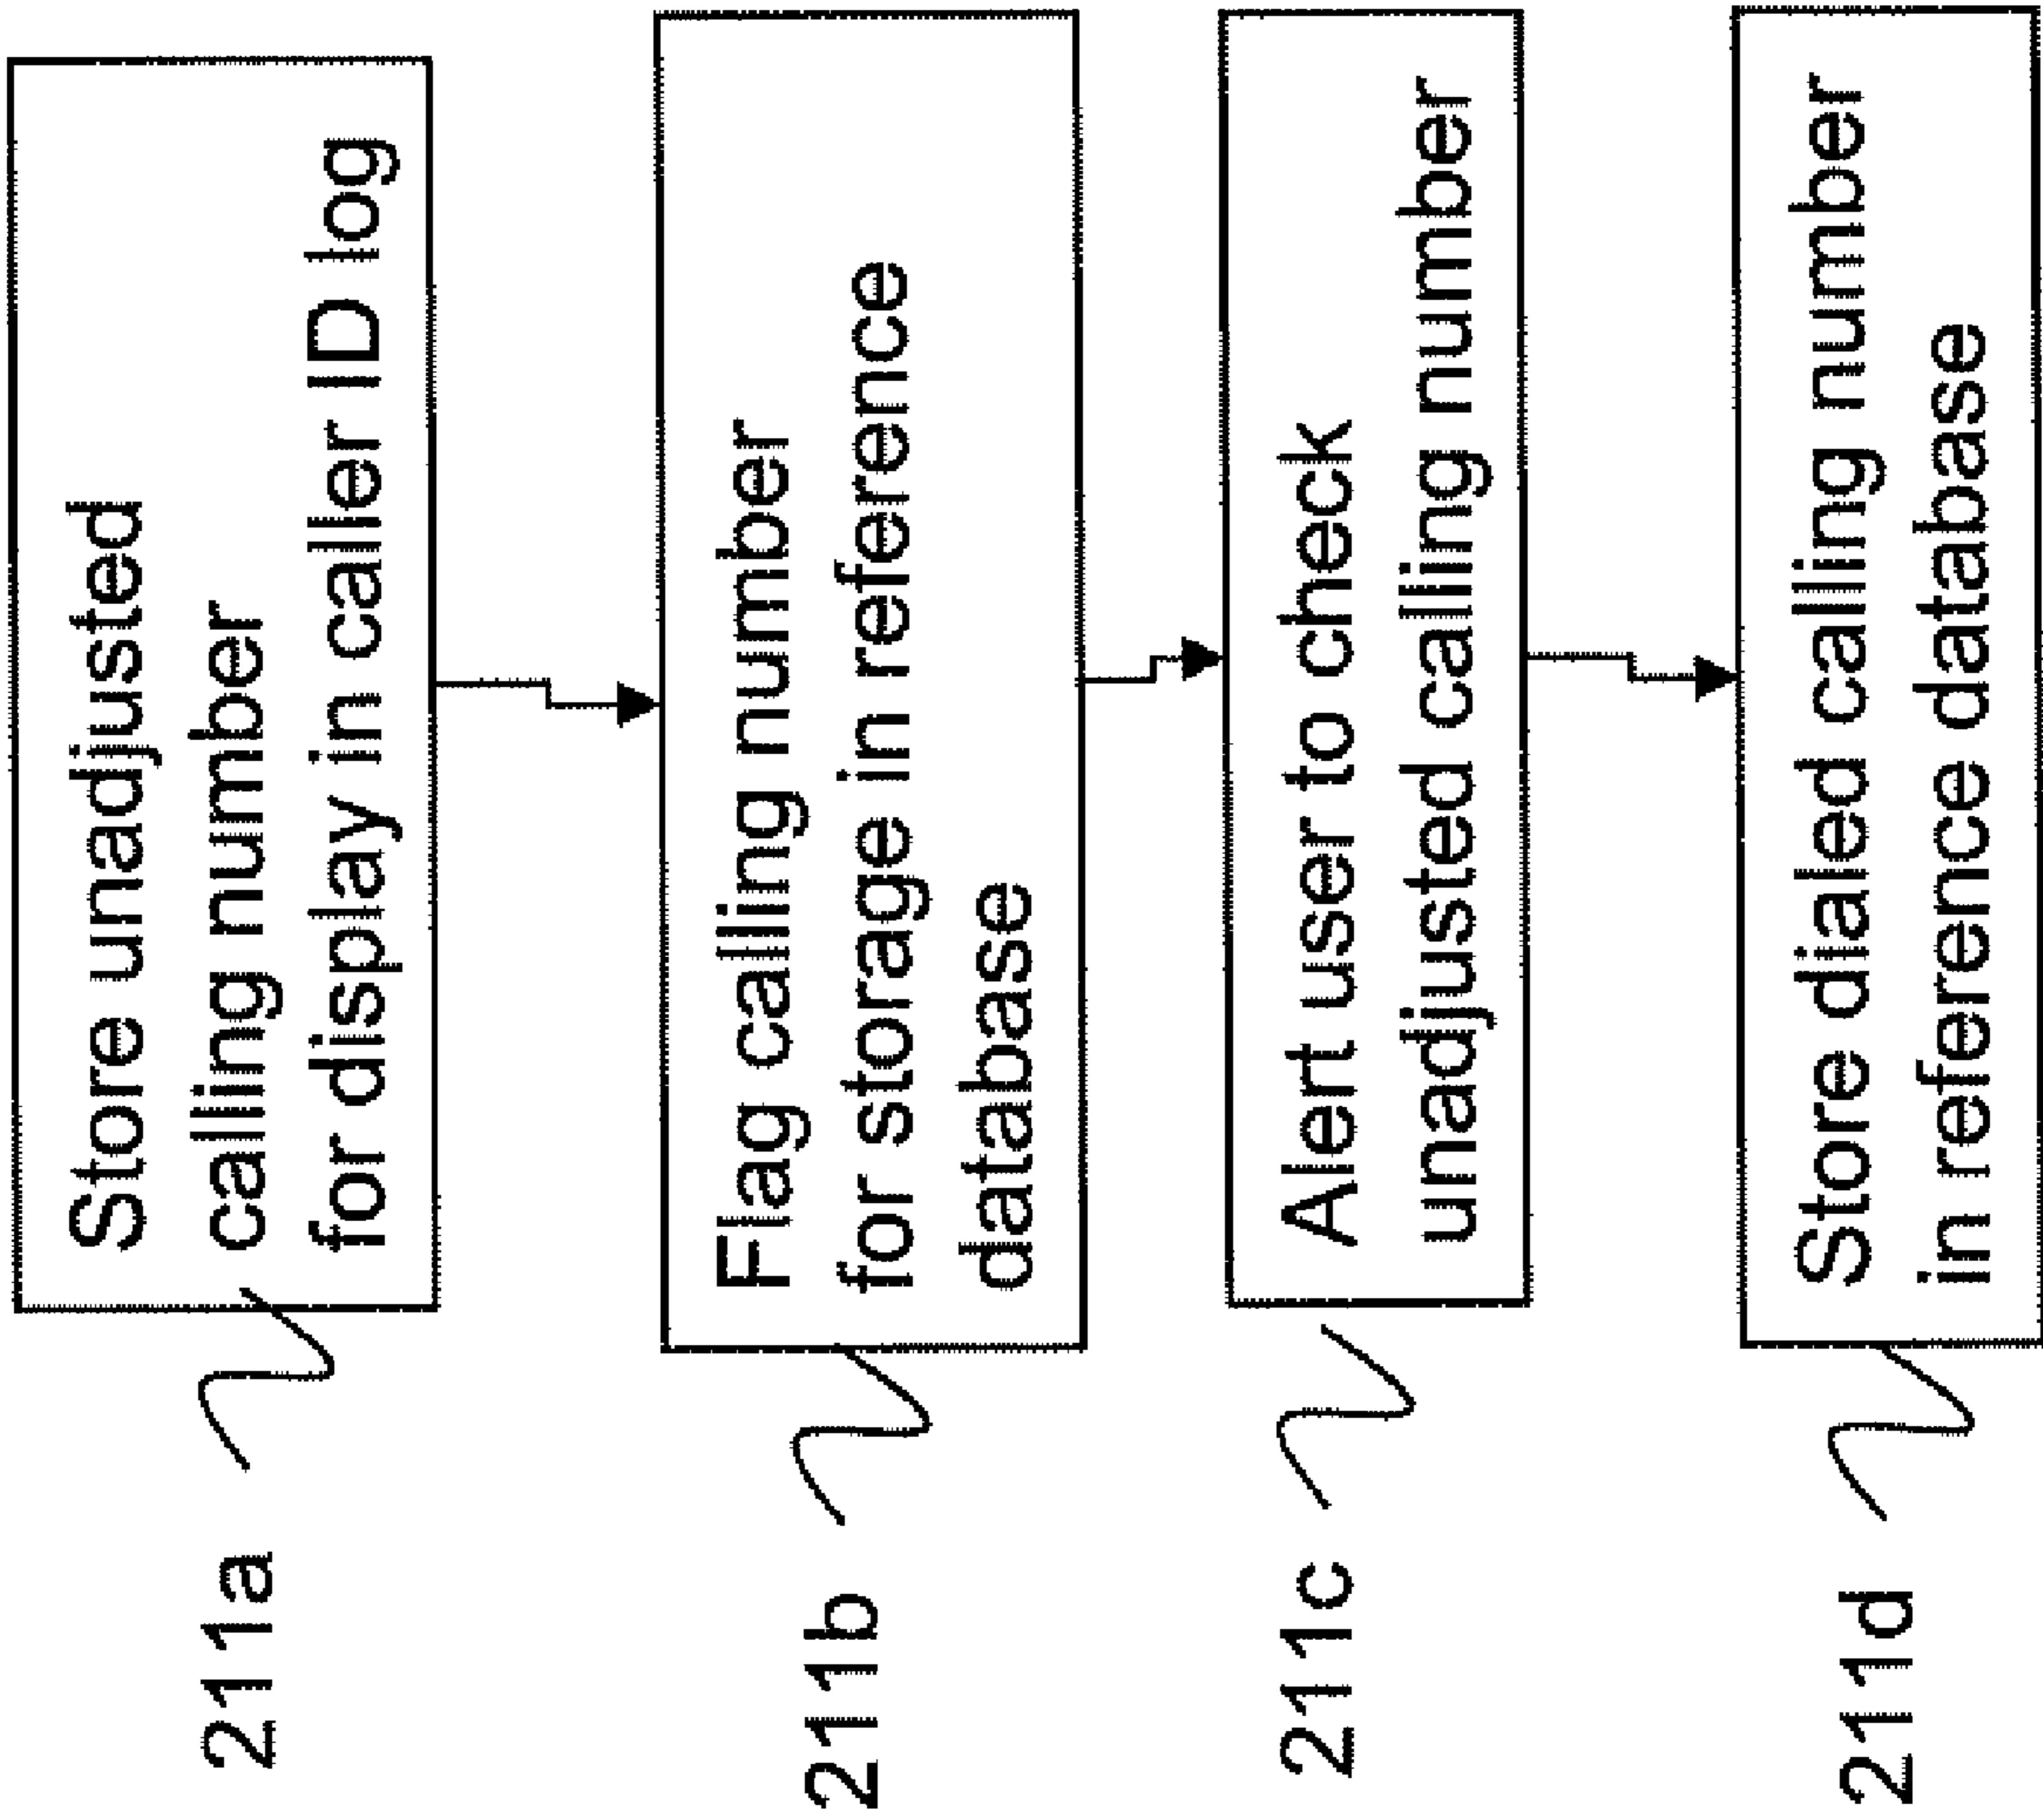 211a
Store unadjusted
calling number
for display in caller ID log
211b
Flag calling number
for storage in reference
database
211c
Alert user to check
unadjusted calling number
211d
Store dialed calling number
in reference database